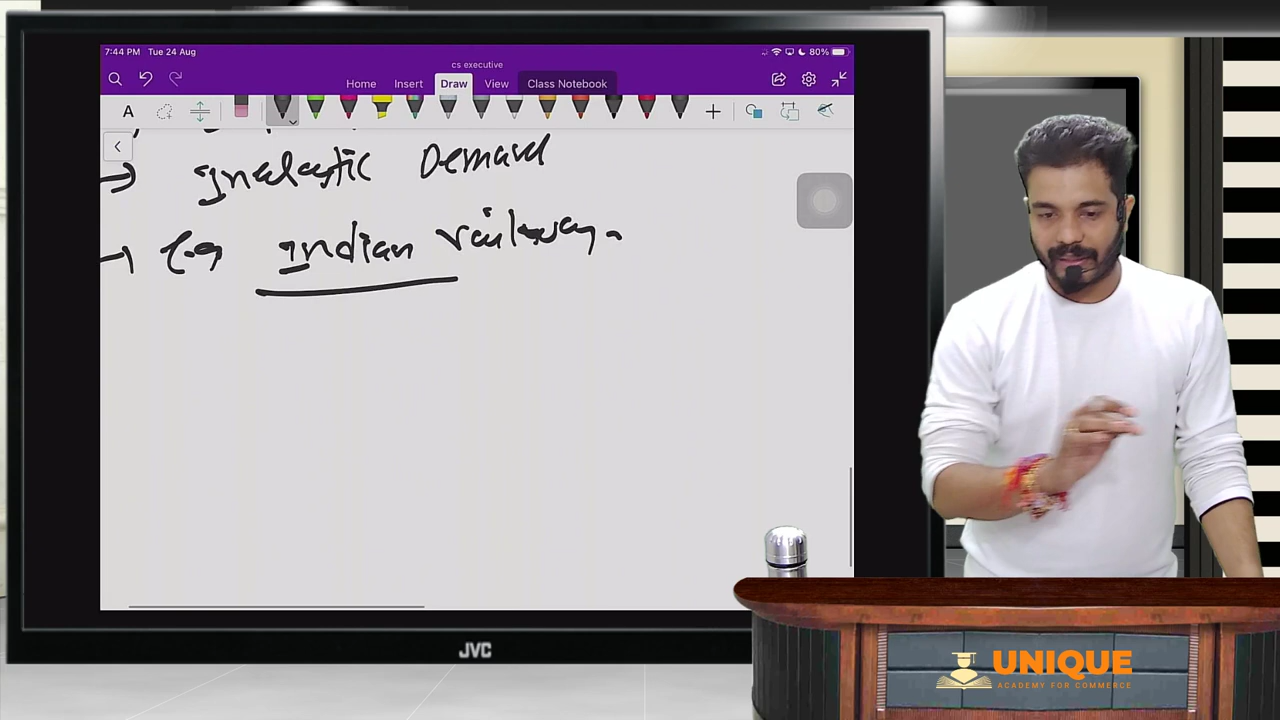 7:44 PM Tue 24 Aug
80%
cs executive
Home Insert Draw View Class Notebook
A
→ Inelastic Demand
→ e.g Indian railway.
JVC
UNIQUE
ACADEMY FOR COMMERCE